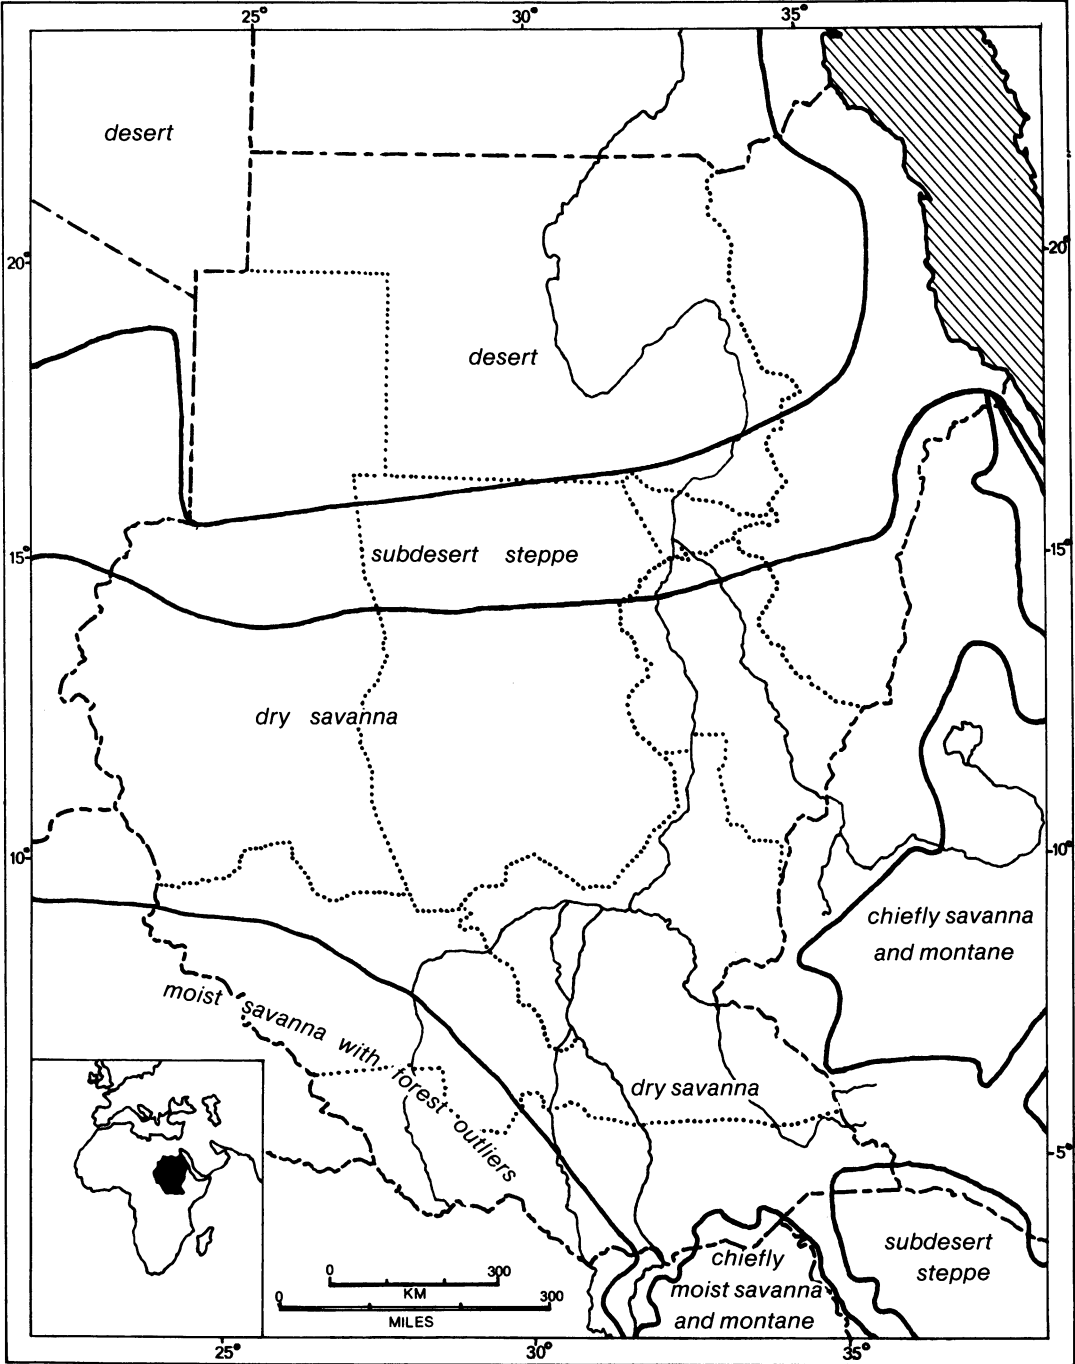 25°
30°
35°
desert
20°
20°
desert
15°
15°
subdesert steppe
dry savanna
10°
10°
chiefly savanna
and montane
moist savanna with forest outliers
dry savanna
5°
subdesert
steppe
chiefly
moist savanna
and montane
0
300
KM
0
300
MILES
25°
30°
35°